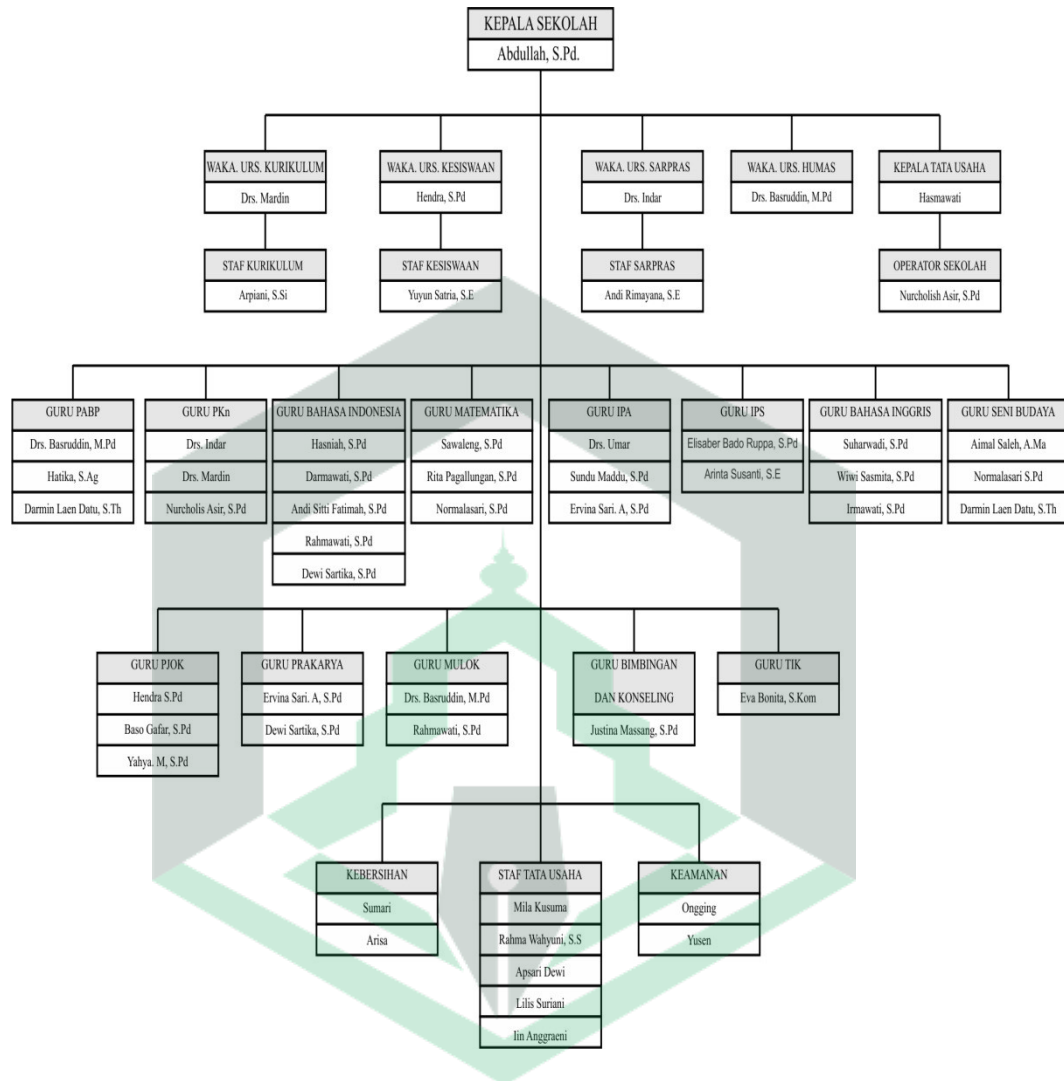 KEPALA SEKOLAH
Abdullah, S.Pd.
WAKA. URS. KURIKULUM
Drs. Mardin
WAKA. URS. KESISWAAN
Hendra, S.Pd
WAKA. URS. SARPRAS
Drs. Indar
WAKA. URS. HUMAS
Drs. Basruddin, M.Pd
KEPALA TATA USAHA
Hasmawati
STAF KURIKULUM
Arpiani, S.Si
STAF KESISWAAN
Yuyun Satria, S.E
STAF SARPRAS
Andi Rimayana, S.E
OPERATOR SEKOLAH
Nurcholish Asir, S.Pd
GURU PABP
Drs. Basruddin, M.Pd
Hatika, S.Ag
Darmin Laen Datu, S.Th
GURU PKn
Drs. Indar
Drs. Mardin
Nurcholis Asir, S.Pd
GURU BAHASA INDONESIA
Hasniah, S.Pd
Darmawati, S.Pd
Andi Sitti Fatimah, S.Pd
Rahmawati, S.Pd
Dewi Sartika, S.Pd
GURU MATEMATIKA
Sawaleng, S.Pd
Rita Pagallungan, S.Pd
Normalasari, S.Pd
GURU IPA
Drs. Umar
Sundu Maddu, S.Pd
Ervina Sari. A, S.Pd
GURU IPS
Elisaber Bado Ruppa, S.Pd
Arinta Susanti, S.E
GURU BAHASA INGGRIS
Suharwadi, S.Pd
Wiwi Sasmita, S.Pd
Irmawati, S.Pd
GURU SENI BUDAYA
Aimal Saleh, A.Ma
Normalasari S.Pd
Darmin Laen Datu, S.Th
GURU PJOK
Hendra S.Pd
Baso Gafar, S.Pd
Yahya. M, S.Pd
GURU PRAKARYA
Ervina Sari. A, S.Pd
Dewi Sartika, S.Pd
GURU MULOK
Drs. Basruddin, M.Pd
Rahmawati, S.Pd
GURU BIMBINGAN
DAN KONSELING
Justina Massang, S.Pd
GURU TIK
Eva Bonita, S.Kom
KEBERSIHAN
Sumari
Arisa
STAF TATA USAHA
Mila Kusuma
Rahma Wahyuni, S.S
Apsari Dewi
Lilis Suriani
Iin Anggraeni
KEAMANAN
Ongging
Yusen